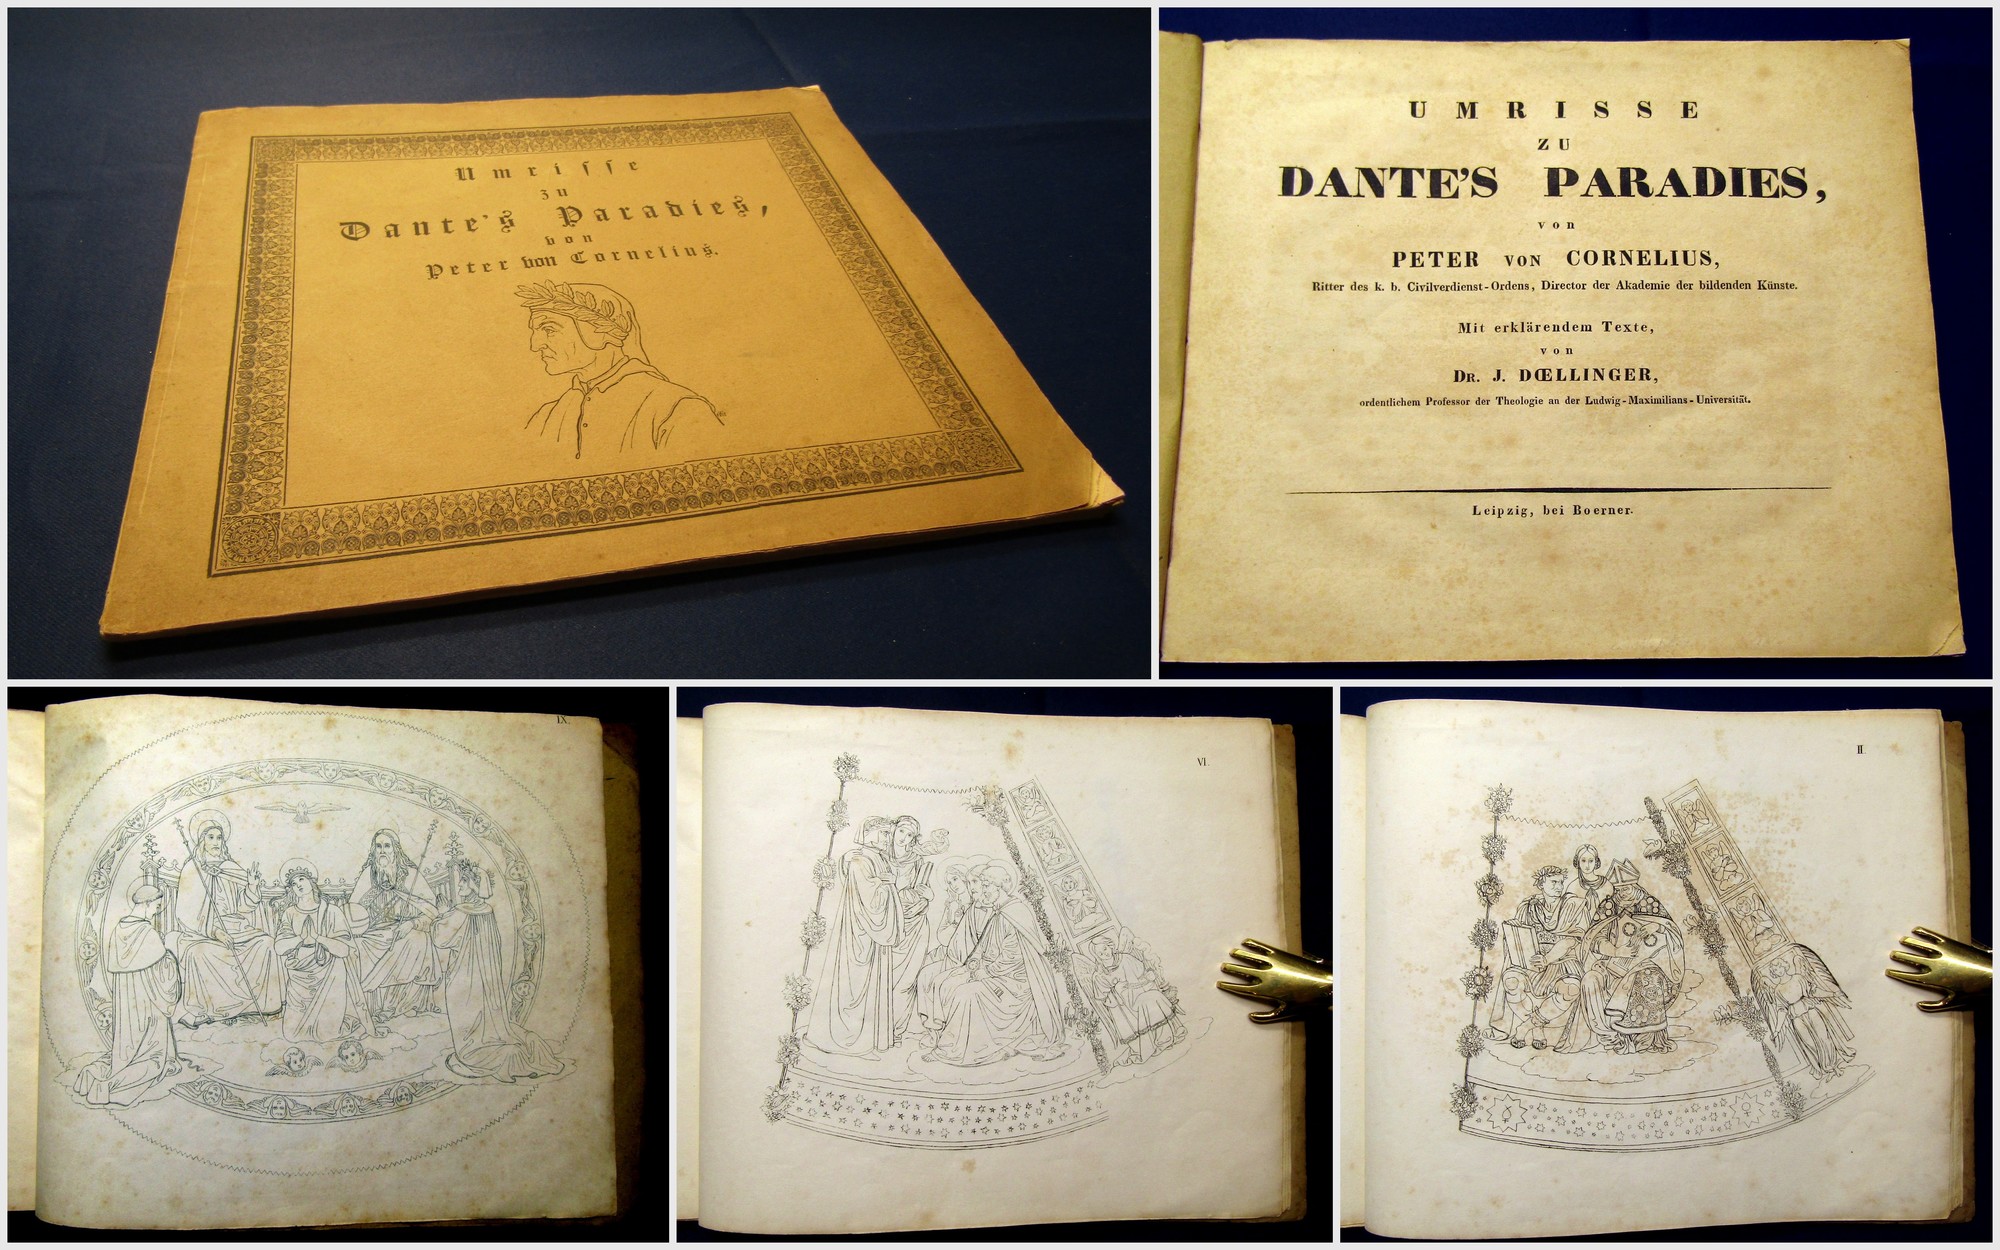 Umriſſe
zu
Dante's Paradies,
von
Peter von Cornelius.
UMRISSE
ZU
DANTE'S PARADIES,
von
PETER VON CORNELIUS,
Ritter des k. b. Civilverdienst-Ordens, Director der Akademie der bildenden Künste.
Mit erklärendem Texte,
von
DR. J. DŒLLINGER,
ordentlichem Professor der Theologie an der Ludwig-Maximilians-Universität.
Leipzig, bei Boerner.
IX.
VI.
II